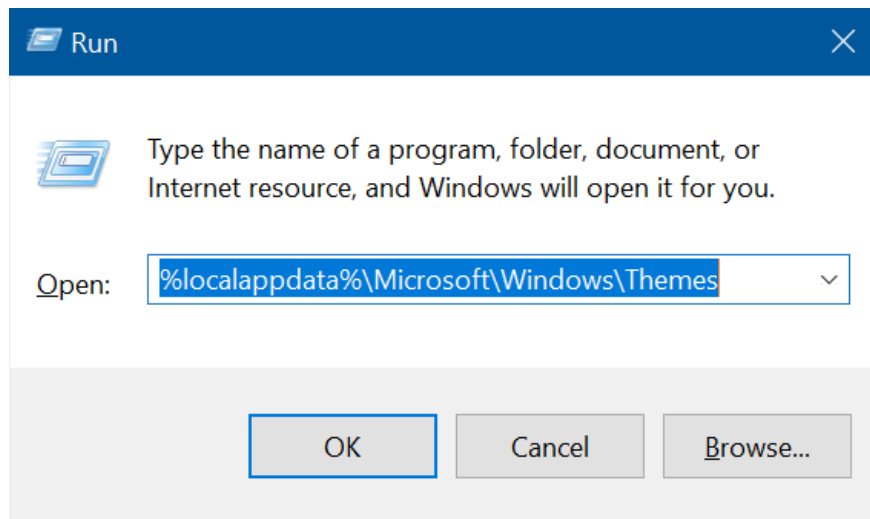 Run
Type the name of a program, folder, document, or
Internet resource, and Windows will open it for you.
Open: %localappdata%\Microsoft\Windows\Themes
OK Cancel Browse...